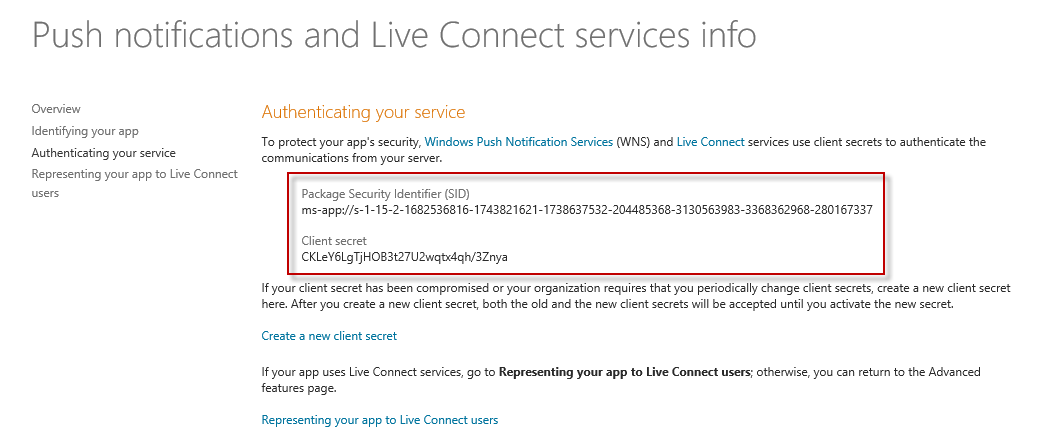 Push notifications and Live Connect services info
Overview
Identifying your app
Authenticating your service
Representing your app to Live Connect
users
Authenticating your service
To protect your app's security, Windows Push Notification Services (WNS) and Live Connect services use client secrets to authenticate the
communications from your server.
Package Security Identifier (SID)
ms-app://s-1-15-2-1682536816-1743821621-1738637532-204485368-3130563983-3368362968-280167337
Client secret
CKLeY6LgTjHOB3t27U2wqtx4qh/3Znya
If your client secret has been compromised or your organization requires that you periodically change client secrets, create a new client secret
here. After you create a new client secret, both the old and the new client secrets will be accepted until you activate the new secret.
Create a new client secret
If your app uses Live Connect services, go to Representing your app to Live Connect users; otherwise, you can return to the Advanced
features page.
Representing your app to Live Connect users